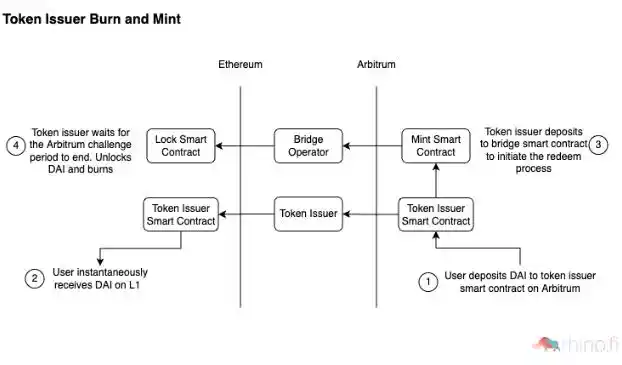 Token Issuer Burn and Mint
Ethereum
Arbitrum
4
Token issuer waits for
the Arbitrum challenge
period to end. Unlocks
DAI and burns
Lock Smart
Contract
Bridge
Operator
Mint Smart
Contract
Token issuer deposits
to bridge smart contract
to initiate the redeem
process
3
Token Issuer
Smart Contract
Token Issuer
Token Issuer
Smart Contract
2
User instantaneously
receives DAI on L1
1
User deposits DAI to token issuer
smart contract on Arbitrum
rhino.fi